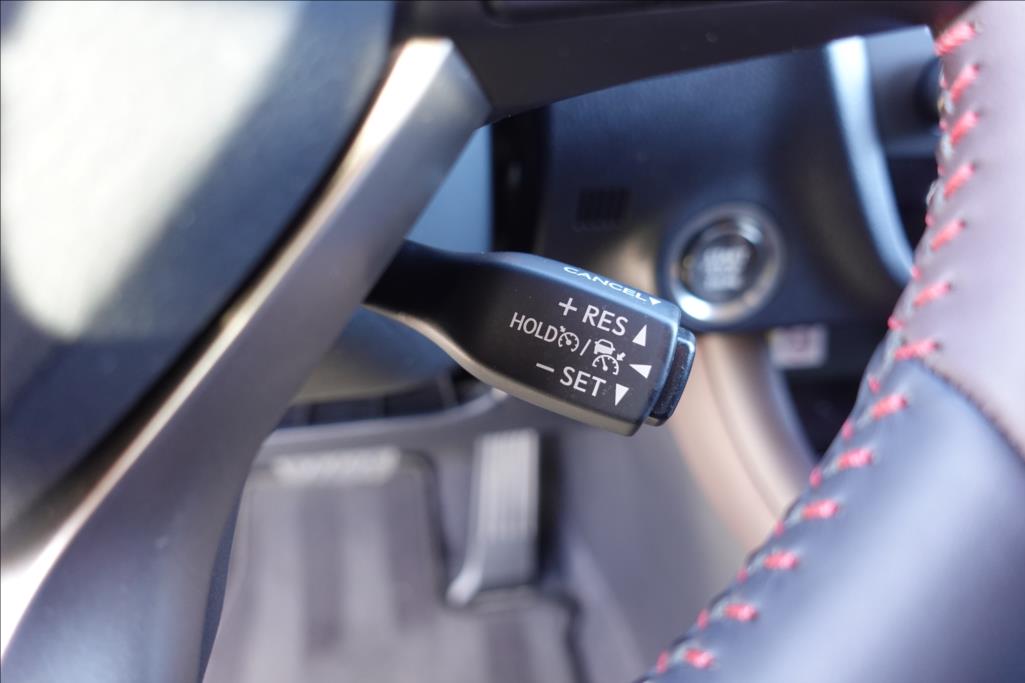 CANCEL▼
+ RES ▲
HOLD /
− SET ▼